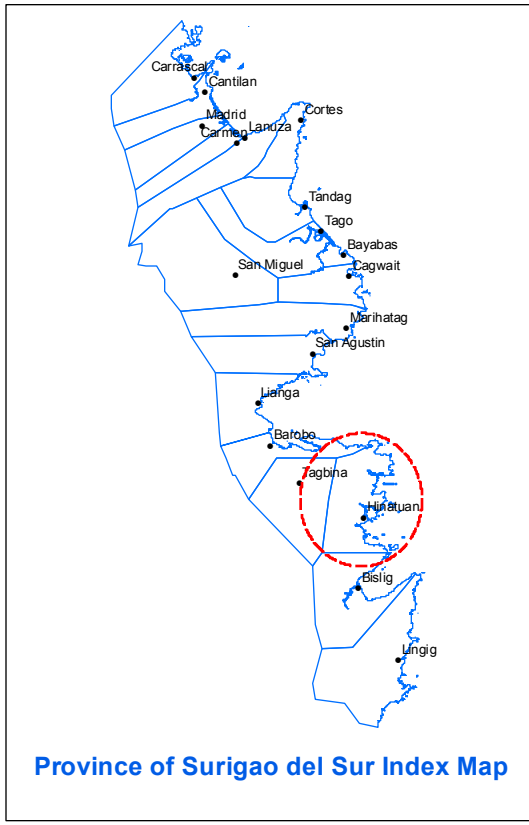 Carrascal
Cantilan
Cortes
Madrid
Lanuza
Carmen
Tandag
Tago
Bayabas
San Miguel
Cagwait
Marihatag
San Agustin
Lianga
Barobo
Tagbina
Hinatuan
Bislig
Lingig
Province of Surigao del Sur Index Map